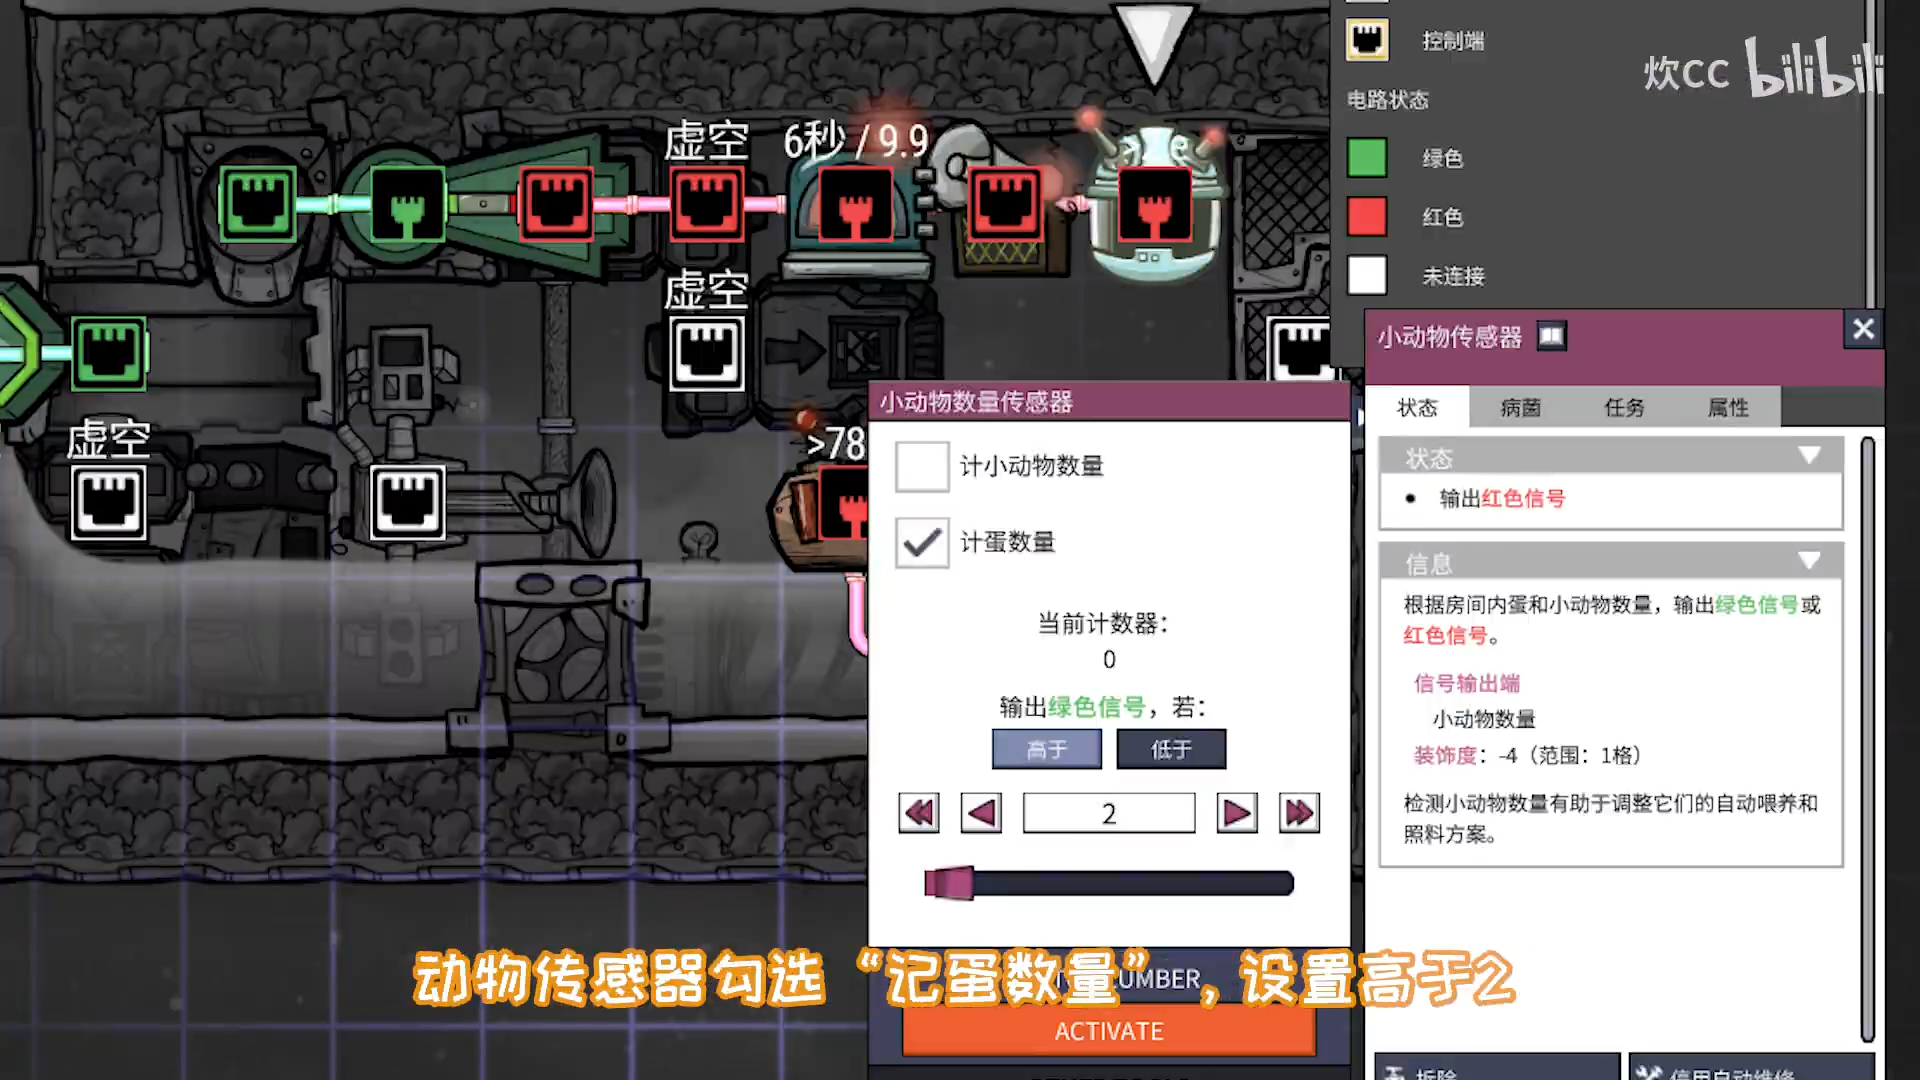 控制端
炊CC bilibili
电路状态
绿色
红色
未连接
虚空
6秒 / 9.9
虚空
虚空
>78
小动物数量传感器
计小动物数量
计蛋数量
当前计数器：
0
输出绿色信号，若：
高于
低于
2
UMBER
ACTIVATE
小动物传感器
状态
病菌
任务
属性
状态
• 输出红色信号
信息
根据房间内蛋和小动物数量，输出绿色信号或
红色信号。
信号输出端
小动物数量
装饰度：-4（范围：1格）
检测小动物数量有助于调整它们的自动喂养和
照料方案。
拆除
停用自动维修
动物传感器勾选“记蛋数量”，设置高于2